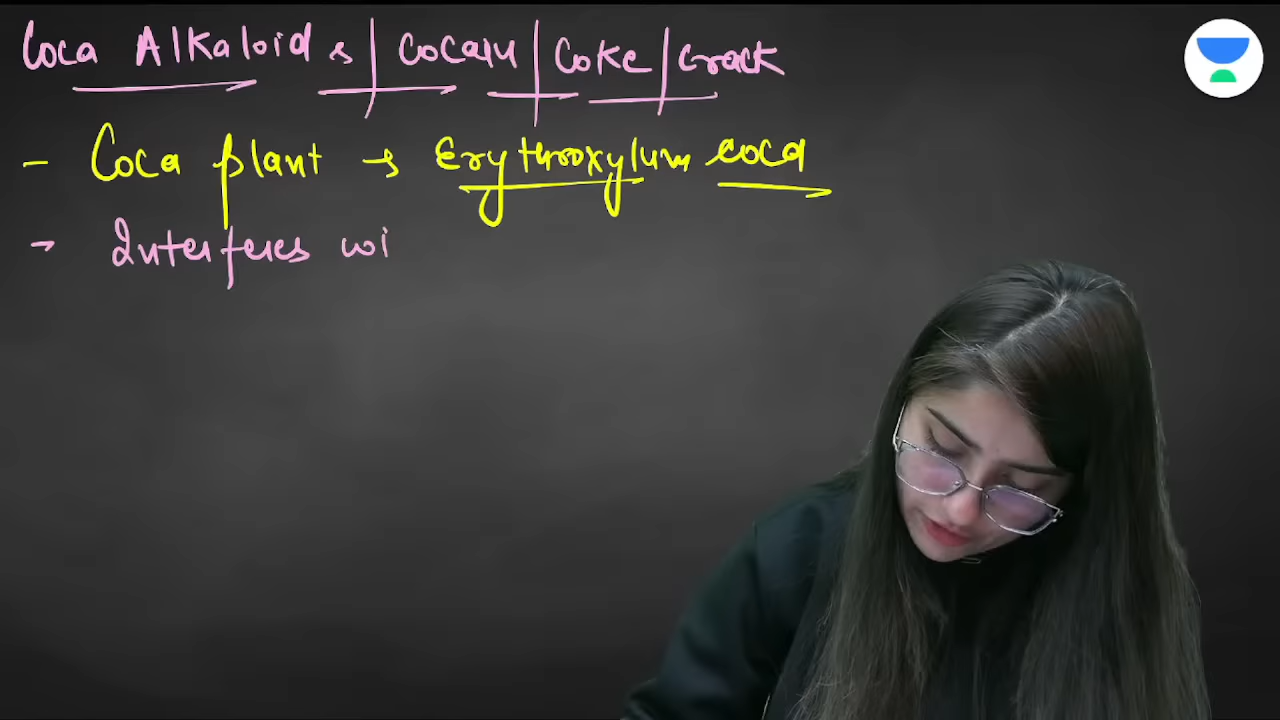 Coca Alkaloids / Cocain / Coke / Crack
- Coca plant → Erythroxylum coca
→ Interferes wi